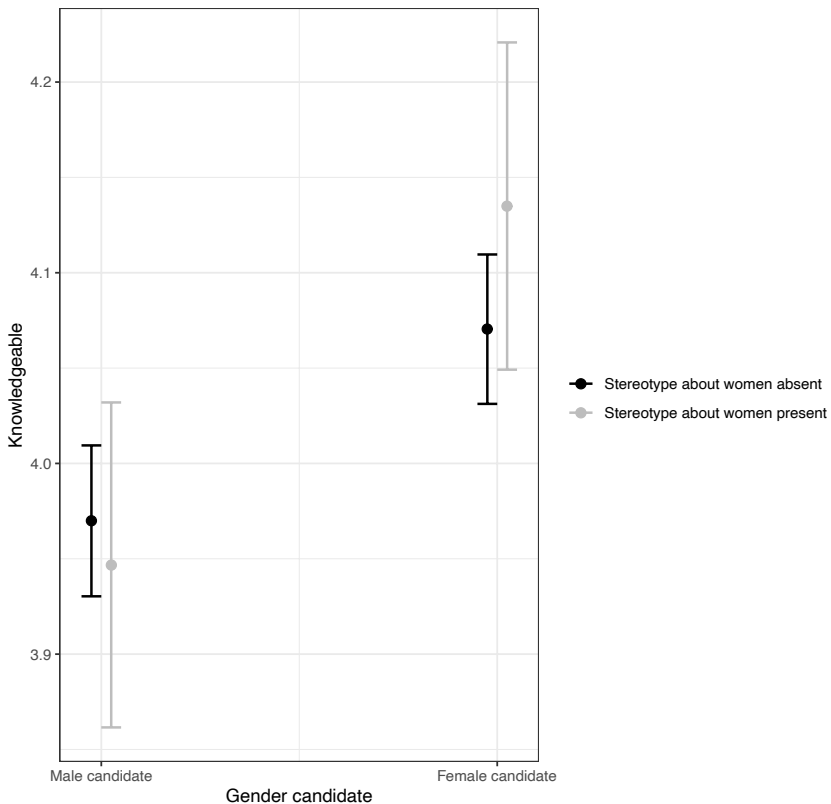 4.2
4.1
4.0
3.9
Knowledgeable
Male candidate
Female candidate
Gender candidate
Stereotype about women absent
Stereotype about women present